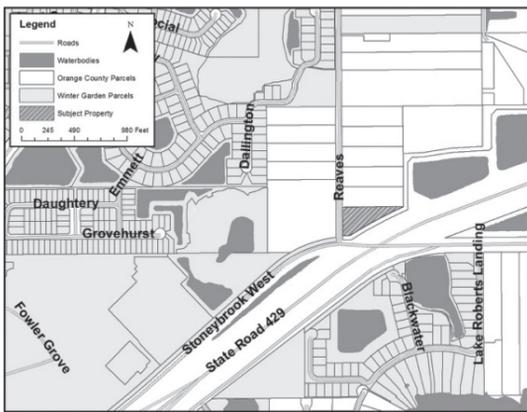 Legend
N
Roads
Waterbodies
Orange County Parcels
Winter Garden Parcels
Subject Property
0 245 490 980 Feet
Emmett
Dallington
Reaves
Daughtery
Grovehurst
Stoneybrook West
State Road 429
Fowler Grove
Blackwater
Lake Roberts Landing